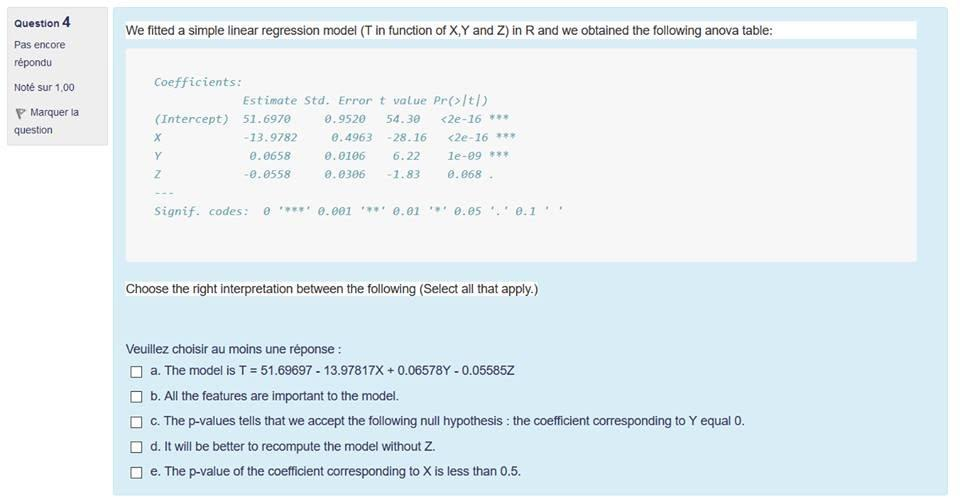 Question 4
Pas encore
répondu
Noté sur 1,00
Marquer la
question
We fitted a simple linear regression model (T in function of X,Y and Z) in R and we obtained the following anova table:
Coefficients:
Estimate Std. Error t value Pr(>|t|)
(Intercept) 51.6970 0.9520 54.30 <2e-16 ***
X -13.9782 0.4963 -28.16 <2e-16 ***
Y 0.0658 0.0106 6.22 1e-09 ***
Z -0.0558 0.0306 -1.83 0.068 .
---
Signif. codes: 0 '***' 0.001 '**' 0.01 '*' 0.05 '.' 0.1 ' '
Choose the right interpretation between the following (Select all that apply.)
Veuillez choisir au moins une réponse :
a. The model is T = 51.69697 - 13.97817X + 0.06578Y - 0.05585Z
b. All the features are important to the model.
c. The p-values tells that we accept the following null hypothesis : the coefficient corresponding to Y equal 0.
d. It will be better to recompute the model without Z.
e. The p-value of the coefficient corresponding to X is less than 0.5.